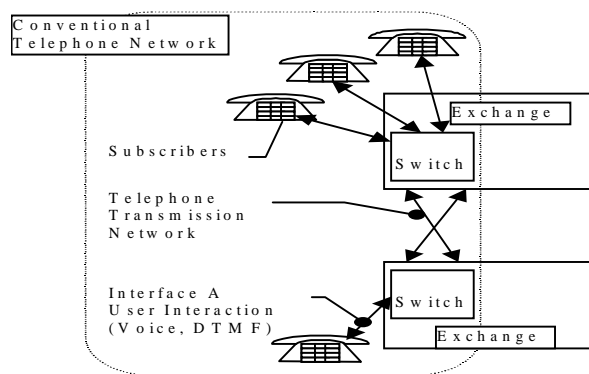 Conventional
Telephone Network
Exchange
Subscribers
Switch
Telephone
Transmission
Network
Interface A
User Interaction
(Voice, DTMF)
Switch
Exchange